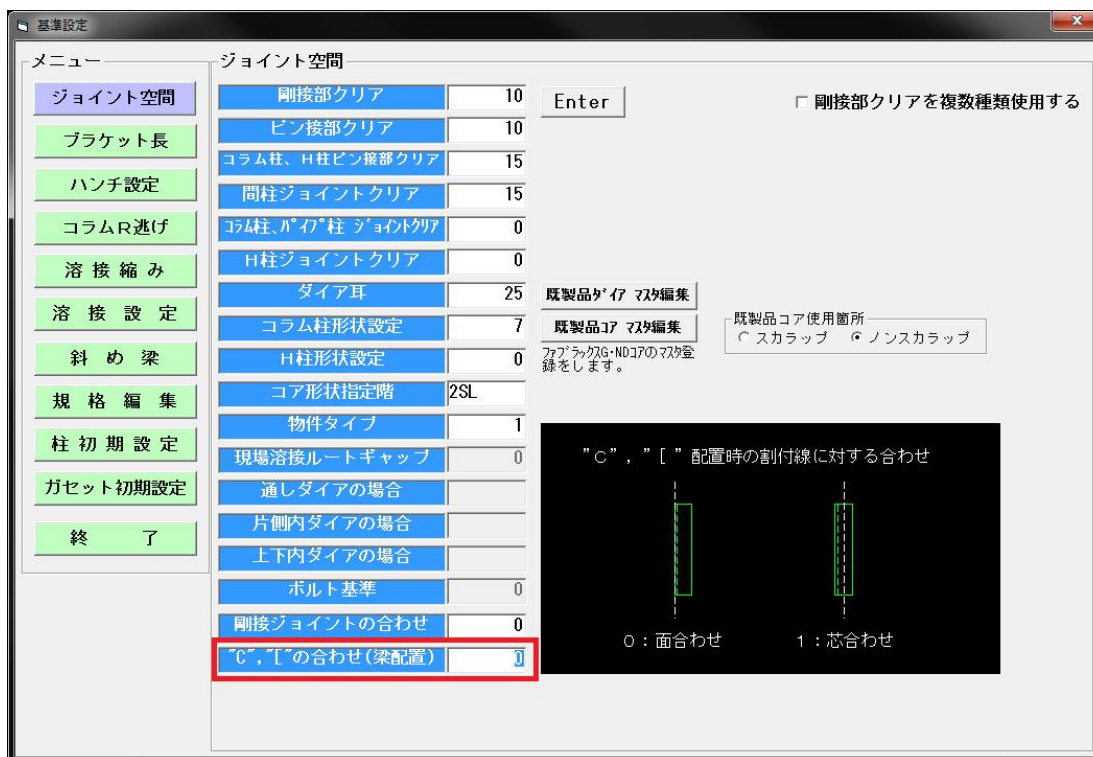 基準設定
メニュー
ジョイント空間
ブラケット長
ハンチ設定
コラムR逃げ
溶接縮み
溶接設定
斜め梁
規格編集
柱初期設定
ガセット初期設定
終了
ジョイント空間
剛接部クリア 10
ピン接部クリア 10
コラム柱、H柱ピン接部クリア 15
間柱ジョイントクリア 15
コラム柱、パイプ柱 ジョイントクリア 0
H柱ジョイントクリア 0
ダイア耳 25
コラム柱形状設定 7
H柱形状設定 0
コア形状指定階 2SL
物件タイプ 1
現場溶接ルートギャップ 0
通しダイアの場合
片側内ダイアの場合
上下内ダイアの場合
ボルト基準 0
剛接ジョイントの合わせ 0
"C","["の合わせ(梁配置) 0
Enter
剛接部クリアを複数種類使用する
既製品ダイア マスタ編集
既製品コア マスタ編集
ファブラックスG・NDコアのマスタ登
録をします。
既製品コア使用箇所
スカラップ ノンスカラップ
"C","["配置時の割付線に対する合わせ
0:面合わせ 1:芯合わせ